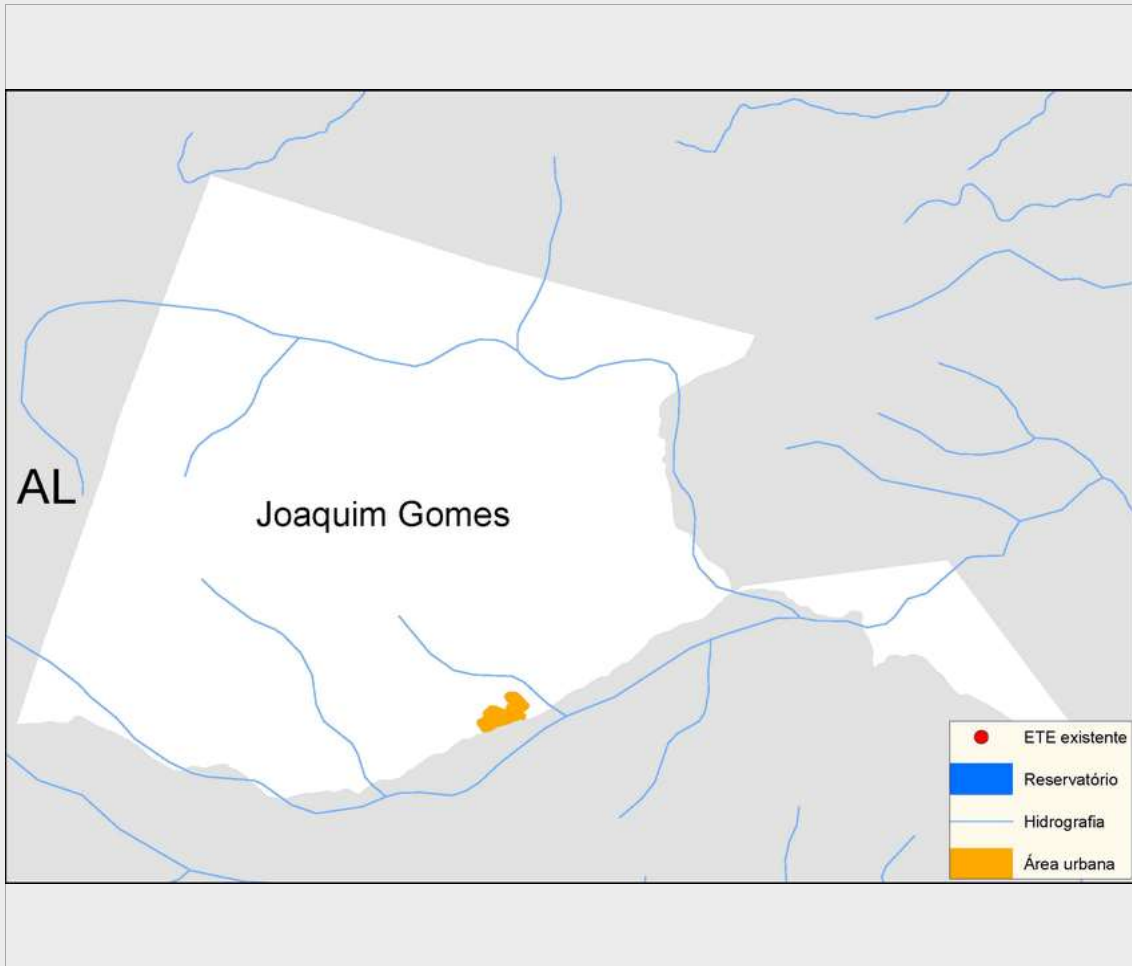 AL
Joaquim Gomes
ETE existente
Reservatório
Hidrografia
Área urbana